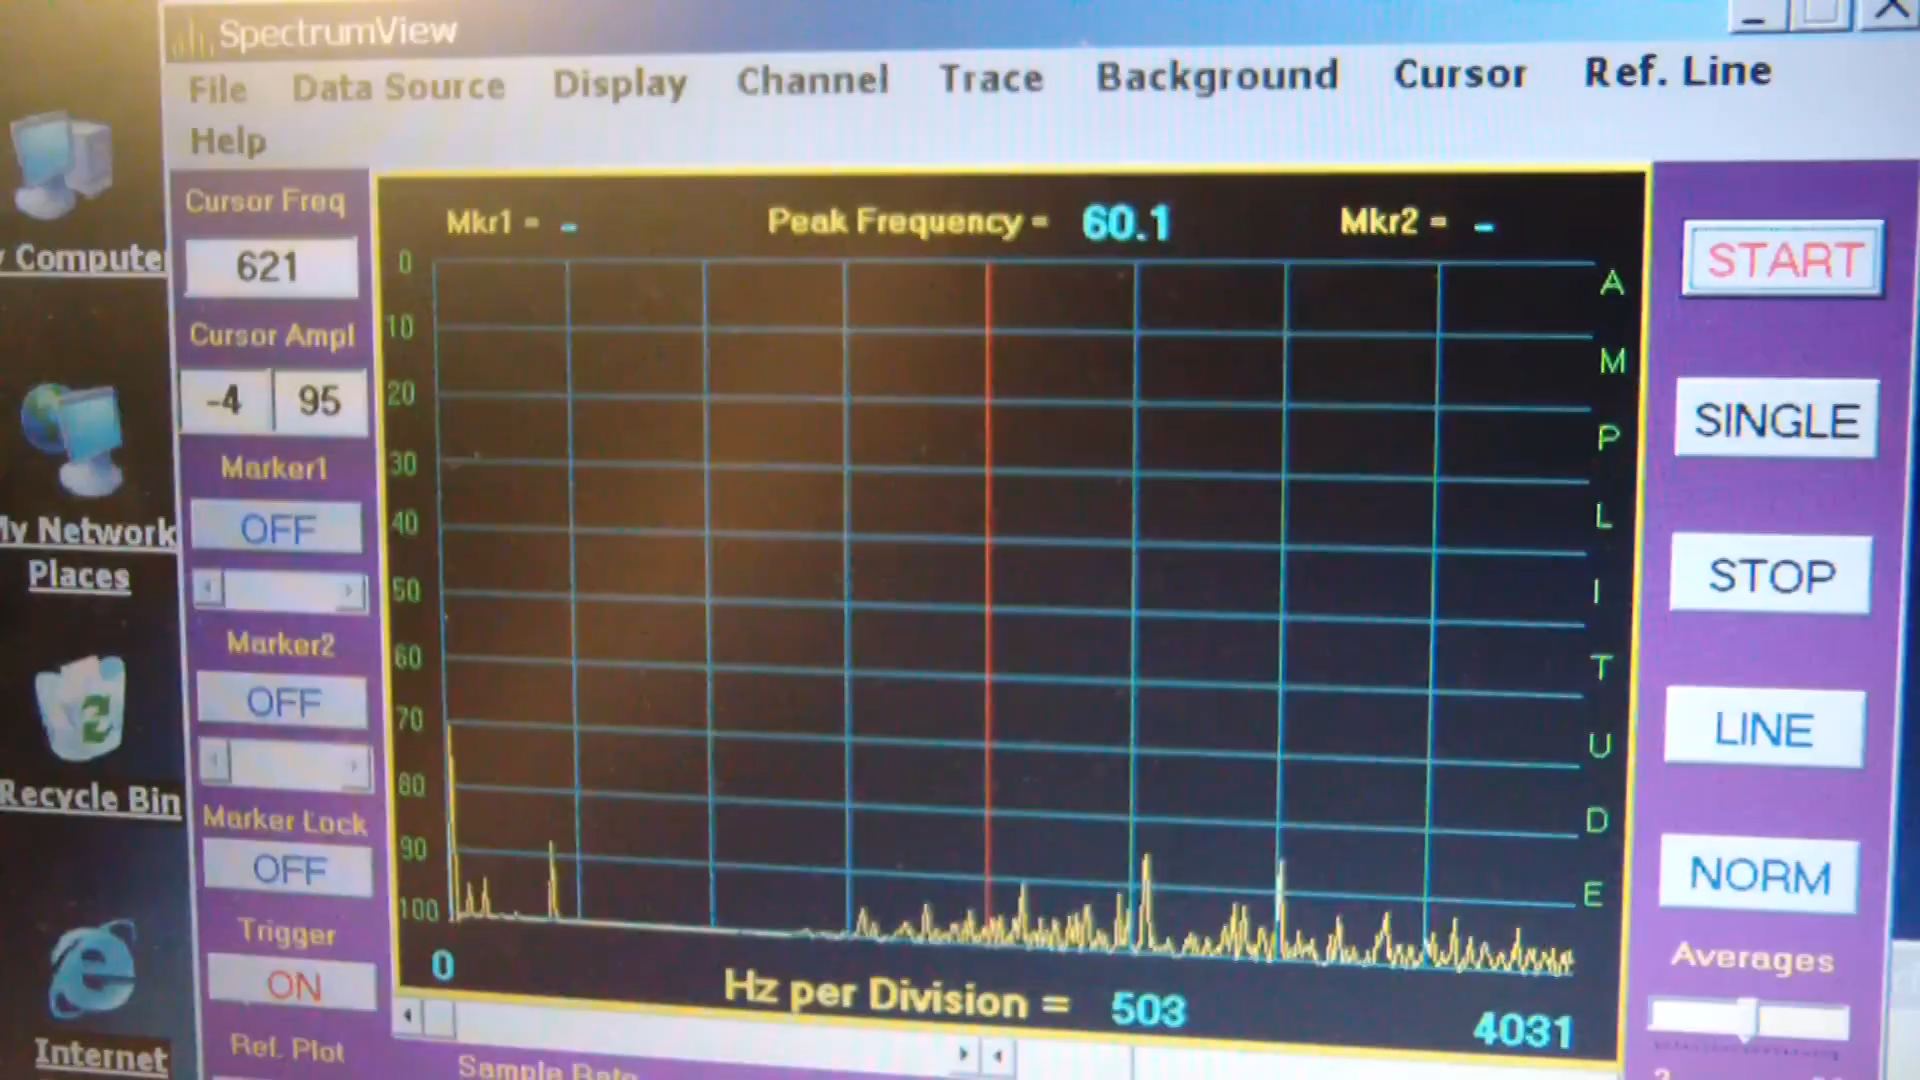 SpectrumView
File Data Source Display Channel Trace Background Cursor Ref. Line
Help
Cursor Freq
621
Cursor Ampl
-4 95
Marker1
OFF
Marker2
OFF
Marker Lock
OFF
Trigger
ON
Ref. Plot
Mkr1 = - Peak Frequency = 60.1 Mkr2 = -
0
10
20
30
40
50
60
70
80
90
100
A
M
P
L
I
T
U
D
E
0 Hz per Division = 503 4031
Sample Rate
START
SINGLE
STOP
LINE
NORM
Averages
Computer
My Network
Places
Recycle Bin
Internet